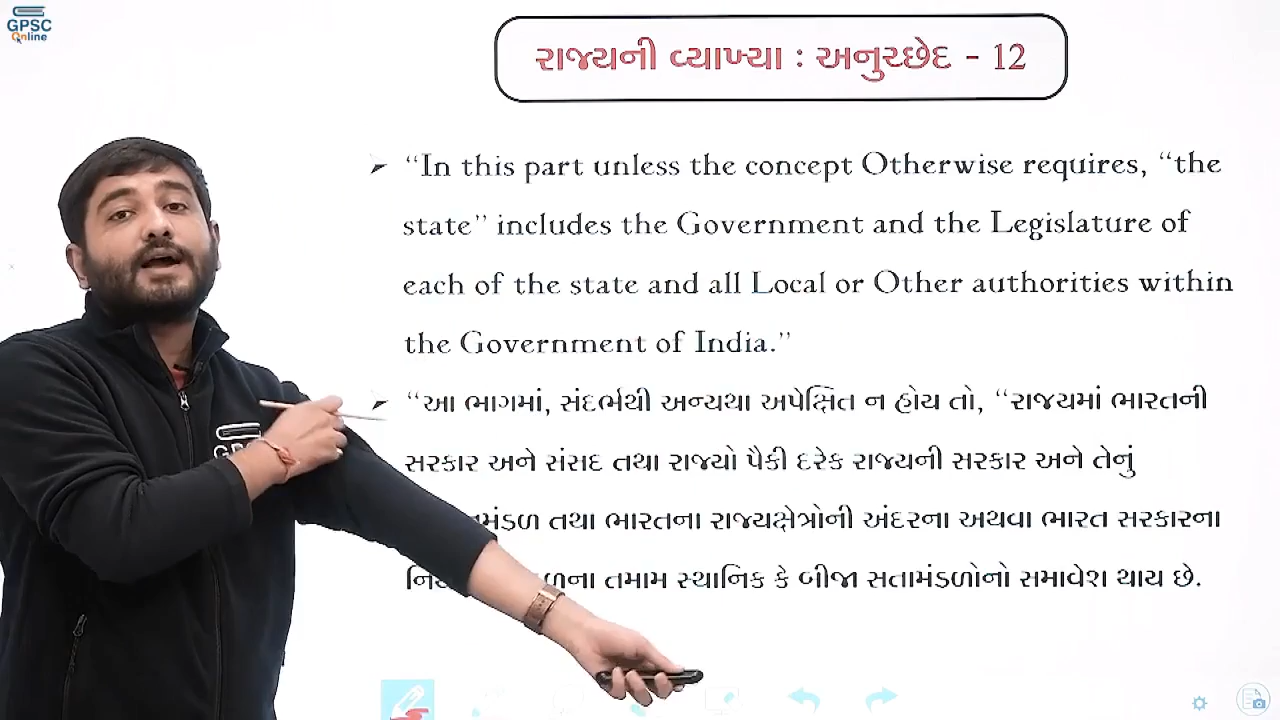 GPSC
Online
રાજ્યની વ્યાખ્યા : અનુચ્છેદ - 12
“In this part unless the concept Otherwise requires, “the
state” includes the Government and the Legislature of
each of the state and all Local or Other authorities within
the Government of India.”
“આ ભાગમાં, સંદર્ભથી અન્યથા અપેક્ષિત ન હોય તો, “રાજ્યમાં ભારતની
સરકાર અને સંસદ તથા રાજ્યો પૈકી દરેક રાજ્યની સરકાર અને તેનું
તથા ભારતના રાજ્યક્ષેત્રોની અંદરના અથવા ભારત સરકારના
તમામ સ્થાનિક કે બીજા સતામંડળોનો સમાવેશ થાય છે.